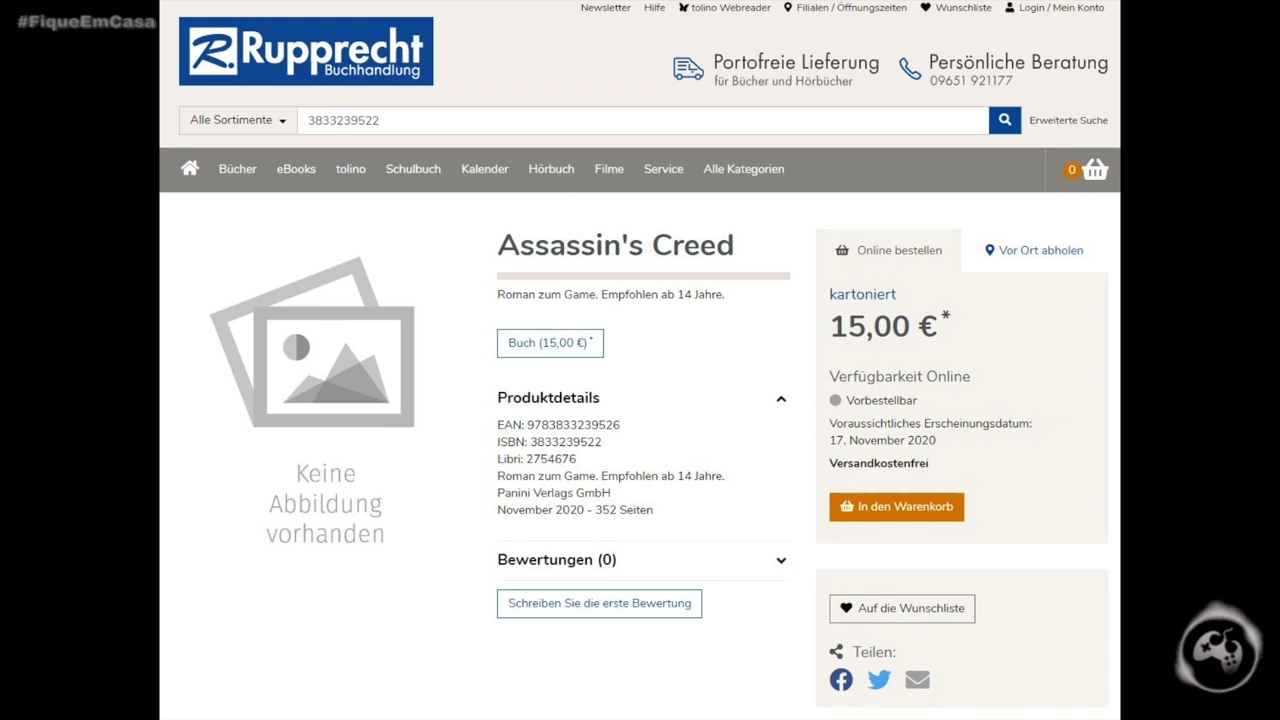 #FiqueEmCasa
Newsletter Hilfe tolino Webreader Filialen / Öffnungszeiten Wunschliste Login / Mein Konto
R. Rupprecht
Buchhandlung
Portofreie Lieferung
für Bücher und Hörbücher
Persönliche Beratung
09651 921177
Alle Sortimente 3833239522 Erweiterte Suche
Bücher eBooks tolino Schulbuch Kalender Hörbuch Filme Service Alle Kategorien 0
Keine
Abbildung
vorhanden
Assassin's Creed
Roman zum Game. Empfohlen ab 14 Jahre.
Buch (15,00 €)*
Produktdetails
EAN: 9783833239526
ISBN: 3833239522
Libri: 2754676
Roman zum Game. Empfohlen ab 14 Jahre.
Panini Verlags GmbH
November 2020 - 352 Seiten
Bewertungen (0)
Schreiben Sie die erste Bewertung
Online bestellen Vor Ort abholen
kartoniert
15,00 €*
Verfügbarkeit Online
Vorbestellbar
Voraussichtliches Erscheinungsdatum:
17. November 2020
Versandkostenfrei
In den Warenkorb
Auf die Wunschliste
Teilen: